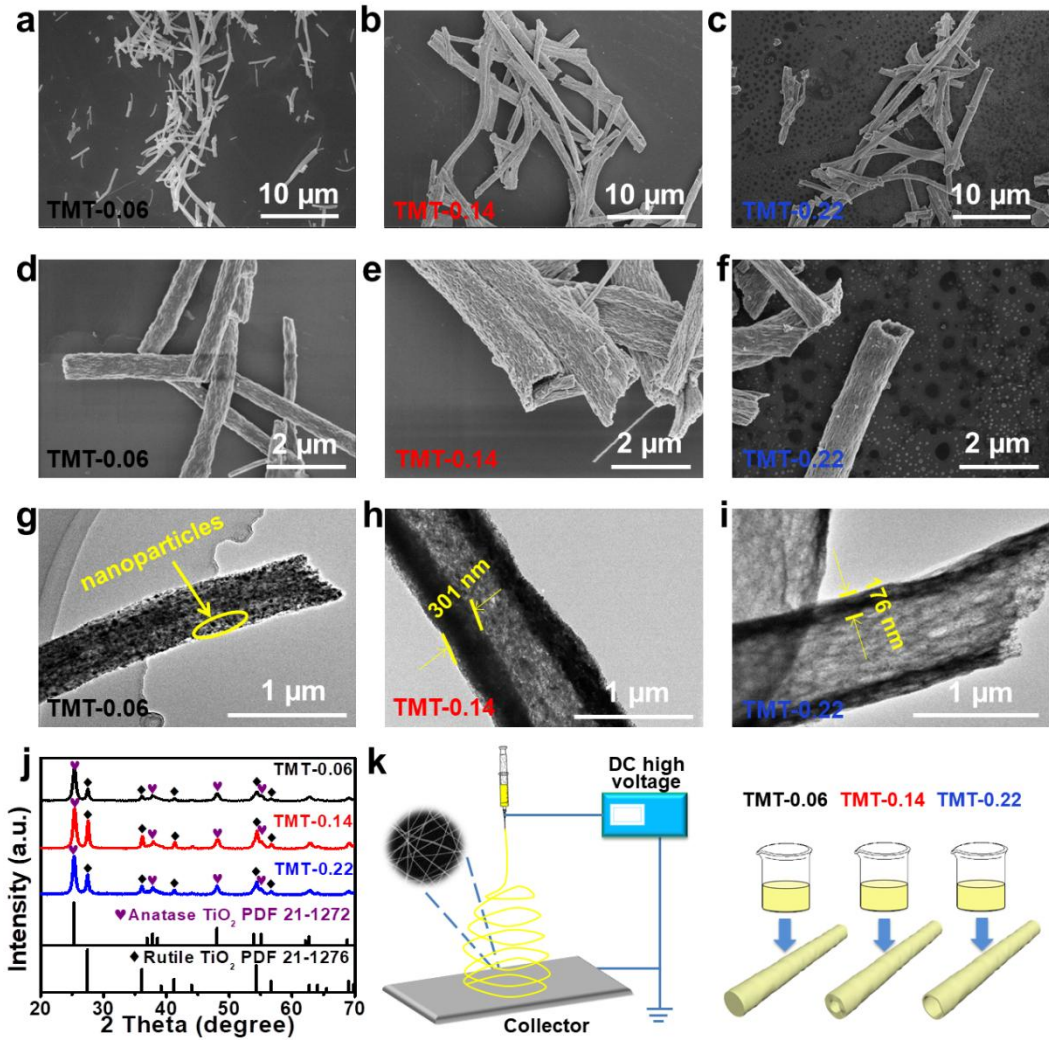 a
10 µm
TMT-0.06
b
10 µm
TMT-0.14
c
10 µm
TMT-0.22
d
2 µm
TMT-0.06
e
2 µm
TMT-0.14
f
2 µm
TMT-0.22
g
nanoparticles
1 µm
TMT-0.06
h
301 nm
1 µm
TMT-0.14
i
176 nm
1 µm
TMT-0.22
j
TMT-0.06
TMT-0.14
TMT-0.22
♥Anatase TiO₂ PDF 21-1272
♦Rutile TiO₂ PDF 21-1276
Intensity (a.u.)
20 30 40 50 60 70
2 Theta (degree)
k
DC high
voltage
Collector
TMT-0.06 TMT-0.14 TMT-0.22